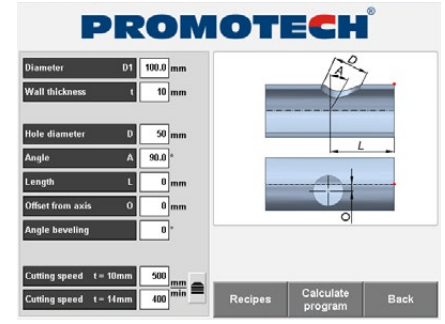 PROMOTECH®
Diameter D1 100.0 mm
Wall thickness t 10 mm
Hole diameter D 50 mm
Angle A 90.0 °
Length L 0 mm
Offset from axis O 0 mm
Angle beveling 0 °
Cutting speed t = 10mm 500 mm
min
Cutting speed t = 14mm 400
D
A
L
O
Recipes
Calculate
program
Back